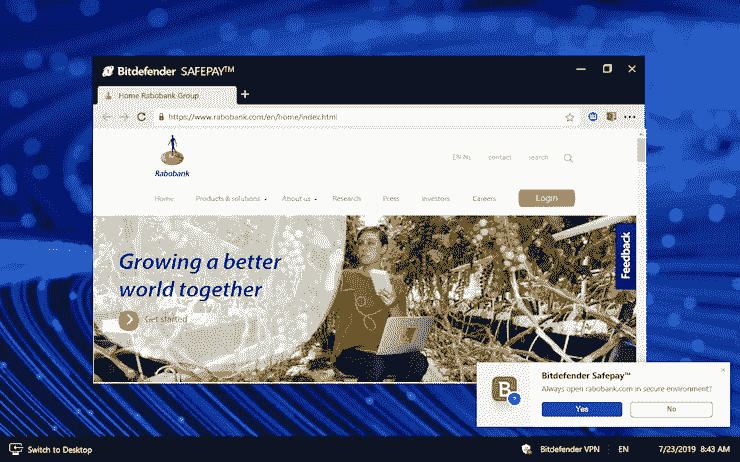 Bitdefender SAFEPAY™
Home Rabobank Group
https://www.rabobank.com/en/home/index.html
Rabobank
EN NL contact search
Home Products & solutions About us Research Press Investors Careers Login
Growing a better
world together
Get started
Feedback
Bitdefender Safepay™
B
Always open rabobank.com in secure environment?
Yes No
Switch to Desktop Bitdefender VPN EN 7/23/2019 8:43 AM